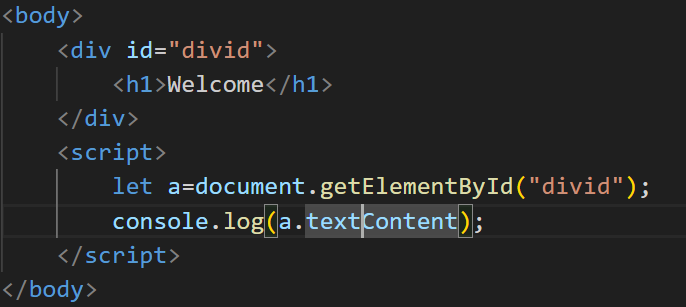 <body>
<div id="divid">
<h1>Welcome</h1>
</div>
<script>
let a=document.getElementById("divid");
console.log(a.textContent);
</script>
</body>